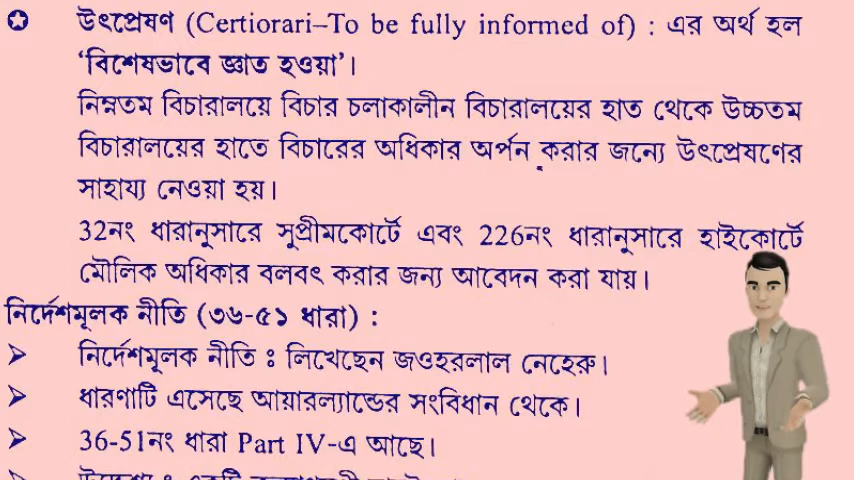 উৎপ্রেষণ (Certiorari–To be fully informed of) : এর অর্থ হল
‘বিশেষভাবে জ্ঞাত হওয়া’।
নিম্নতম বিচারালয়ে বিচার চলাকালীন বিচারালয়ের হাত থেকে উচ্চতম
বিচারালয়ের হাতে বিচারের অধিকার অর্পন করার জন্যে উৎপ্রেষণের
সাহায্য নেওয়া হয়।
32নং ধারানুসারে সুপ্রীমকোর্টে এবং 226নং ধারানুসারে হাইকোর্টে
মৌলিক অধিকার বলবৎ করার জন্য আবেদন করা যায়।
নির্দেশমূলক নীতি (৩৬-৫১ ধারা) :
নির্দেশমূলক নীতি ঃ লিখেছেন জওহরলাল নেহেরু।
ধারণাটি এসেছে আয়ারল্যান্ডের সংবিধান থেকে।
36-51নং ধারা Part IV-এ আছে।